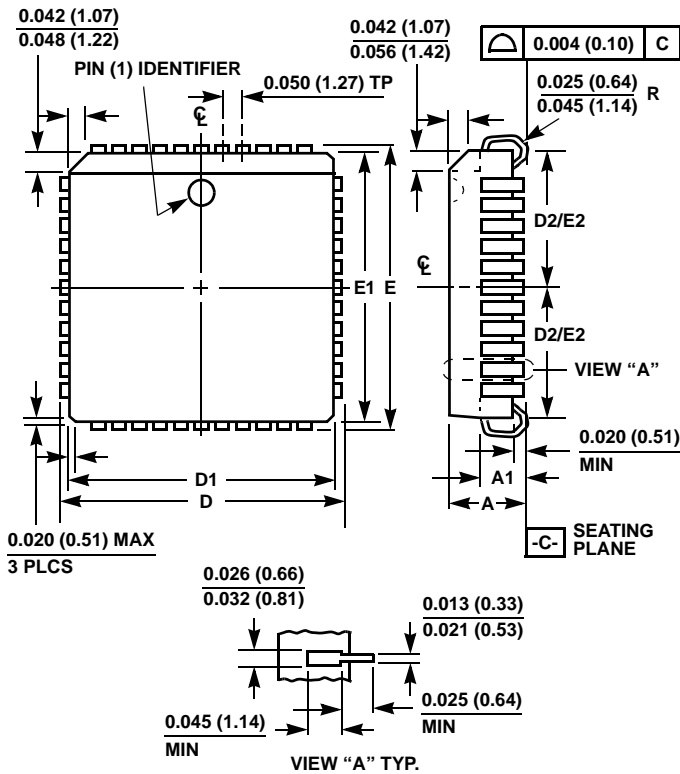 0.042 (1.07)
0.048 (1.22)
PIN (1) IDENTIFIER
0.050 (1.27) TP
0.042 (1.07)
0.056 (1.42)
0.004 (0.10) C
0.025 (0.64)
0.045 (1.14)
R
CL
CL
D2/E2
D2/E2
E1
E
VIEW “A”
0.020 (0.51)
MIN
A1
A
D1
D
0.020 (0.51) MAX
3 PLCS
-C-
SEATING
PLANE
0.026 (0.66)
0.032 (0.81)
0.013 (0.33)
0.021 (0.53)
0.025 (0.64)
MIN
0.045 (1.14)
MIN
VIEW “A” TYP.